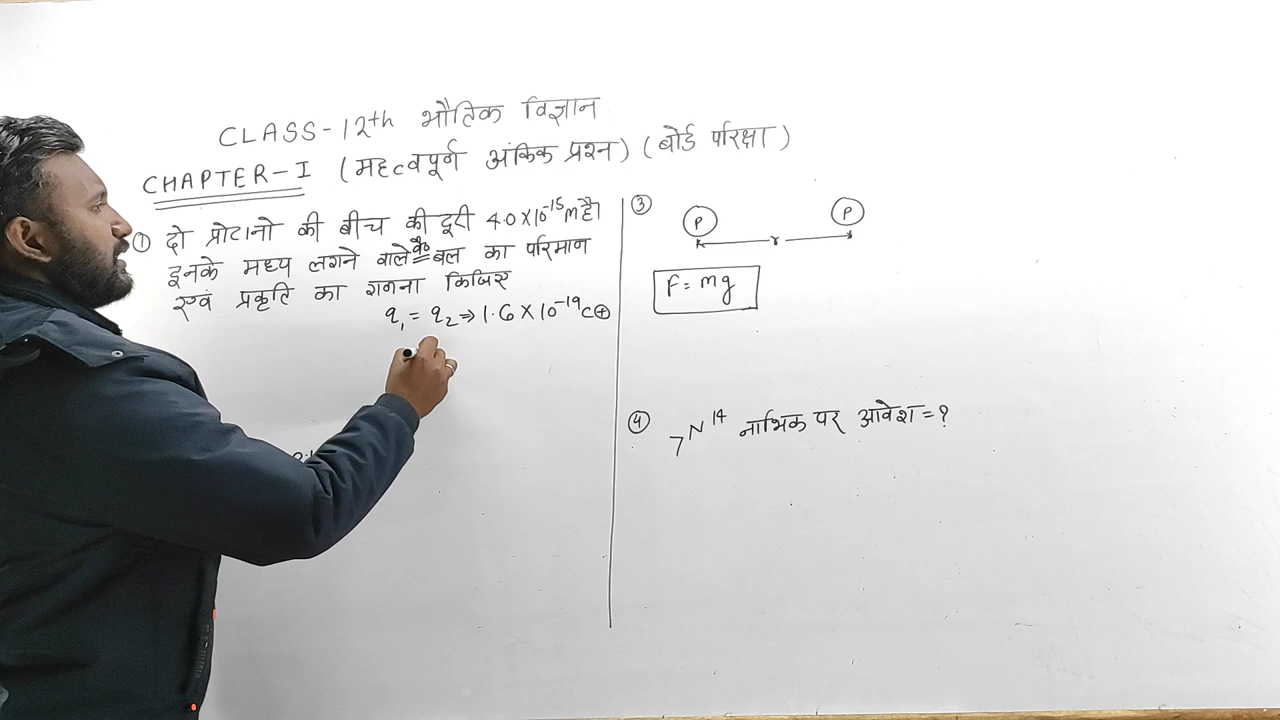 CLASS-12th भौतिक विज्ञान
CHAPTER-I (महत्वपूर्ण अंकिक प्रश्न) (बोर्ड परिक्षा)
① दो प्रोटानो की बीच की दूरी 4.0×10⁻¹⁵m है।
इनके मध्य लगने वाले के बल का परिमाण
एवं प्रकृति का गणना किजिए
q₁ = q₂ ⇒ 1.6 × 10⁻¹⁹C ⊕
③ P P
r
F = mg
④ ₇N¹⁴ नाभिक पर आवेश = ?